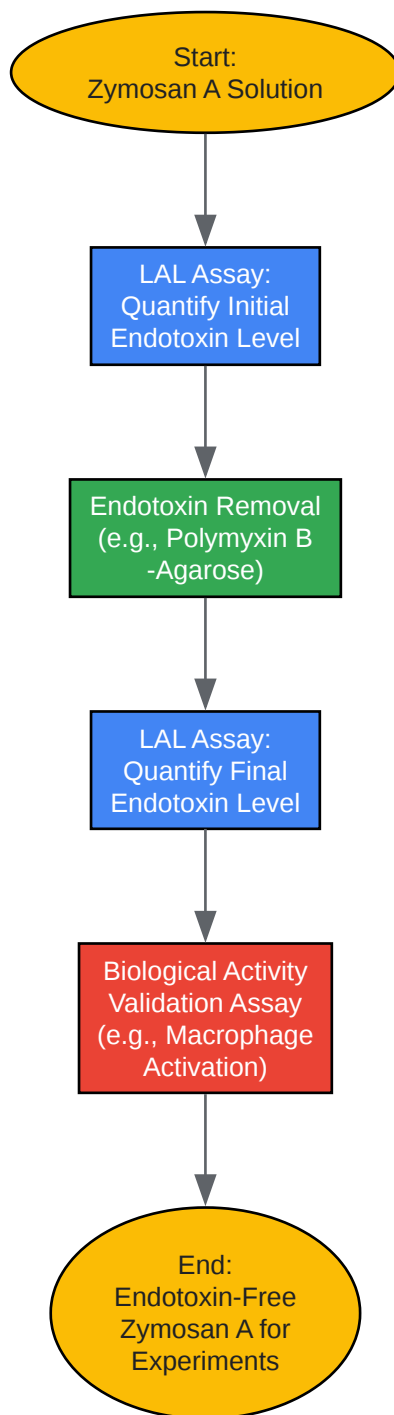 Start:
Zymosan A Solution
LAL Assay:
Quantify Initial
Endotoxin Level
Endotoxin Removal
(e.g., Polymyxin B
-Agarose)
LAL Assay:
Quantify Final
Endotoxin Level
Biological Activity
Validation Assay
(e.g., Macrophage
Activation)
End:
Endotoxin-Free
Zymosan A for
Experiments